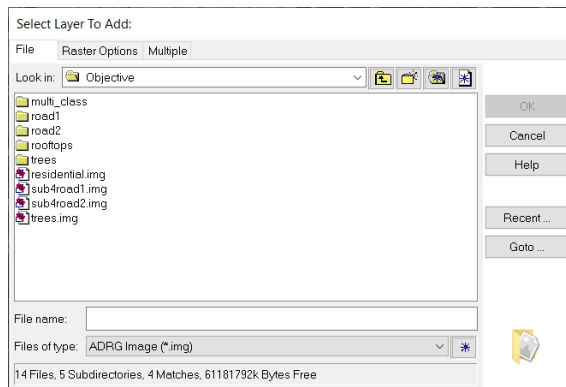 Select Layer To Add:
File Raster Options Multiple
Look in: Objective
multi_class
road1
road2
rooftops
trees
residential.img
sub4road1.img
sub4road2.img
trees.img
OK
Cancel
Help
Recent ...
Goto ...
File name:
Files of type: ADRG Image (*.img)
14 Files, 5 Subdirectories, 4 Matches, 61181792k Bytes Free